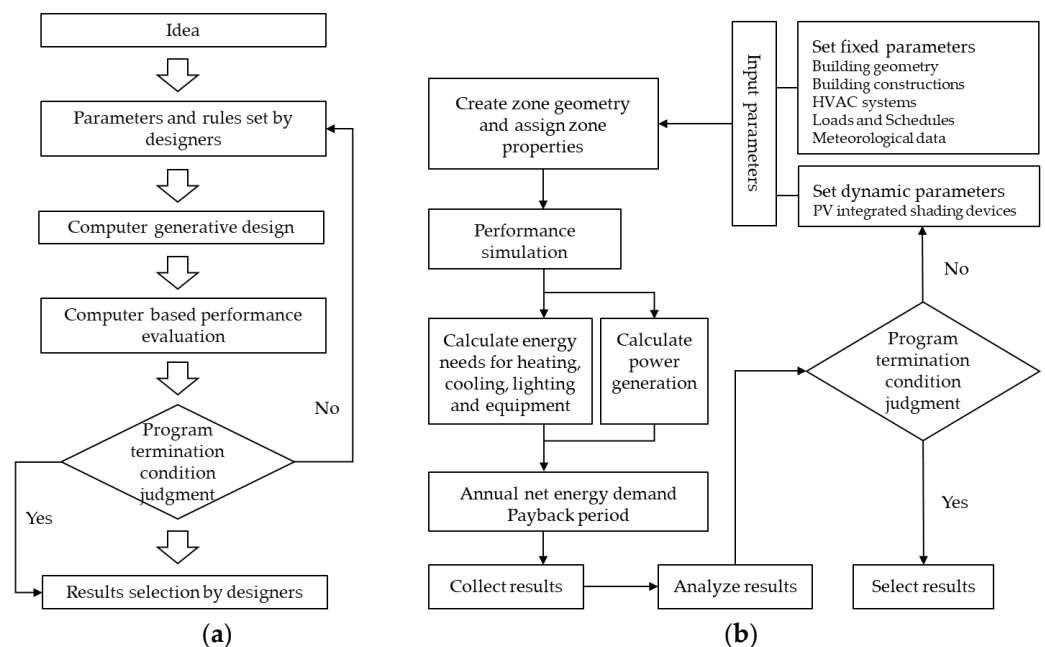 Idea
Parameters and rules set by
designers
Computer generative design
Computer based performance
evaluation
No
Program
termination
condition
judgment
Yes
Results selection by designers
(a)
Input parameters
Set fixed parameters
Building geometry
Building constructions
HVAC systems
Loads and Schedules
Meteorological data
Set dynamic parameters
PV integrated shading devices
Create zone geometry
and assign zone
properties
Performance
simulation
Calculate energy
needs for heating,
cooling, lighting
and equipment
Calculate
power
generation
Annual net energy demand
Payback period
Collect results
Analyze results
No
Program
termination
condition
judgment
Yes
Select results
(b)